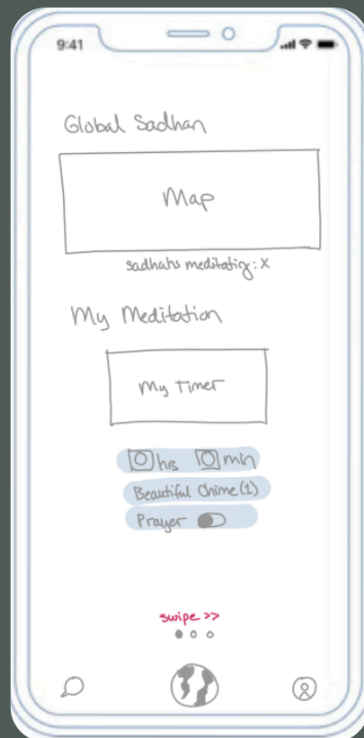 9:41
Global Sadhan
Map
sadhahs meditating: X
My Meditation
My Timer
0 hrs 0 min
Beautiful Chime (1)
Prayer
swipe >>